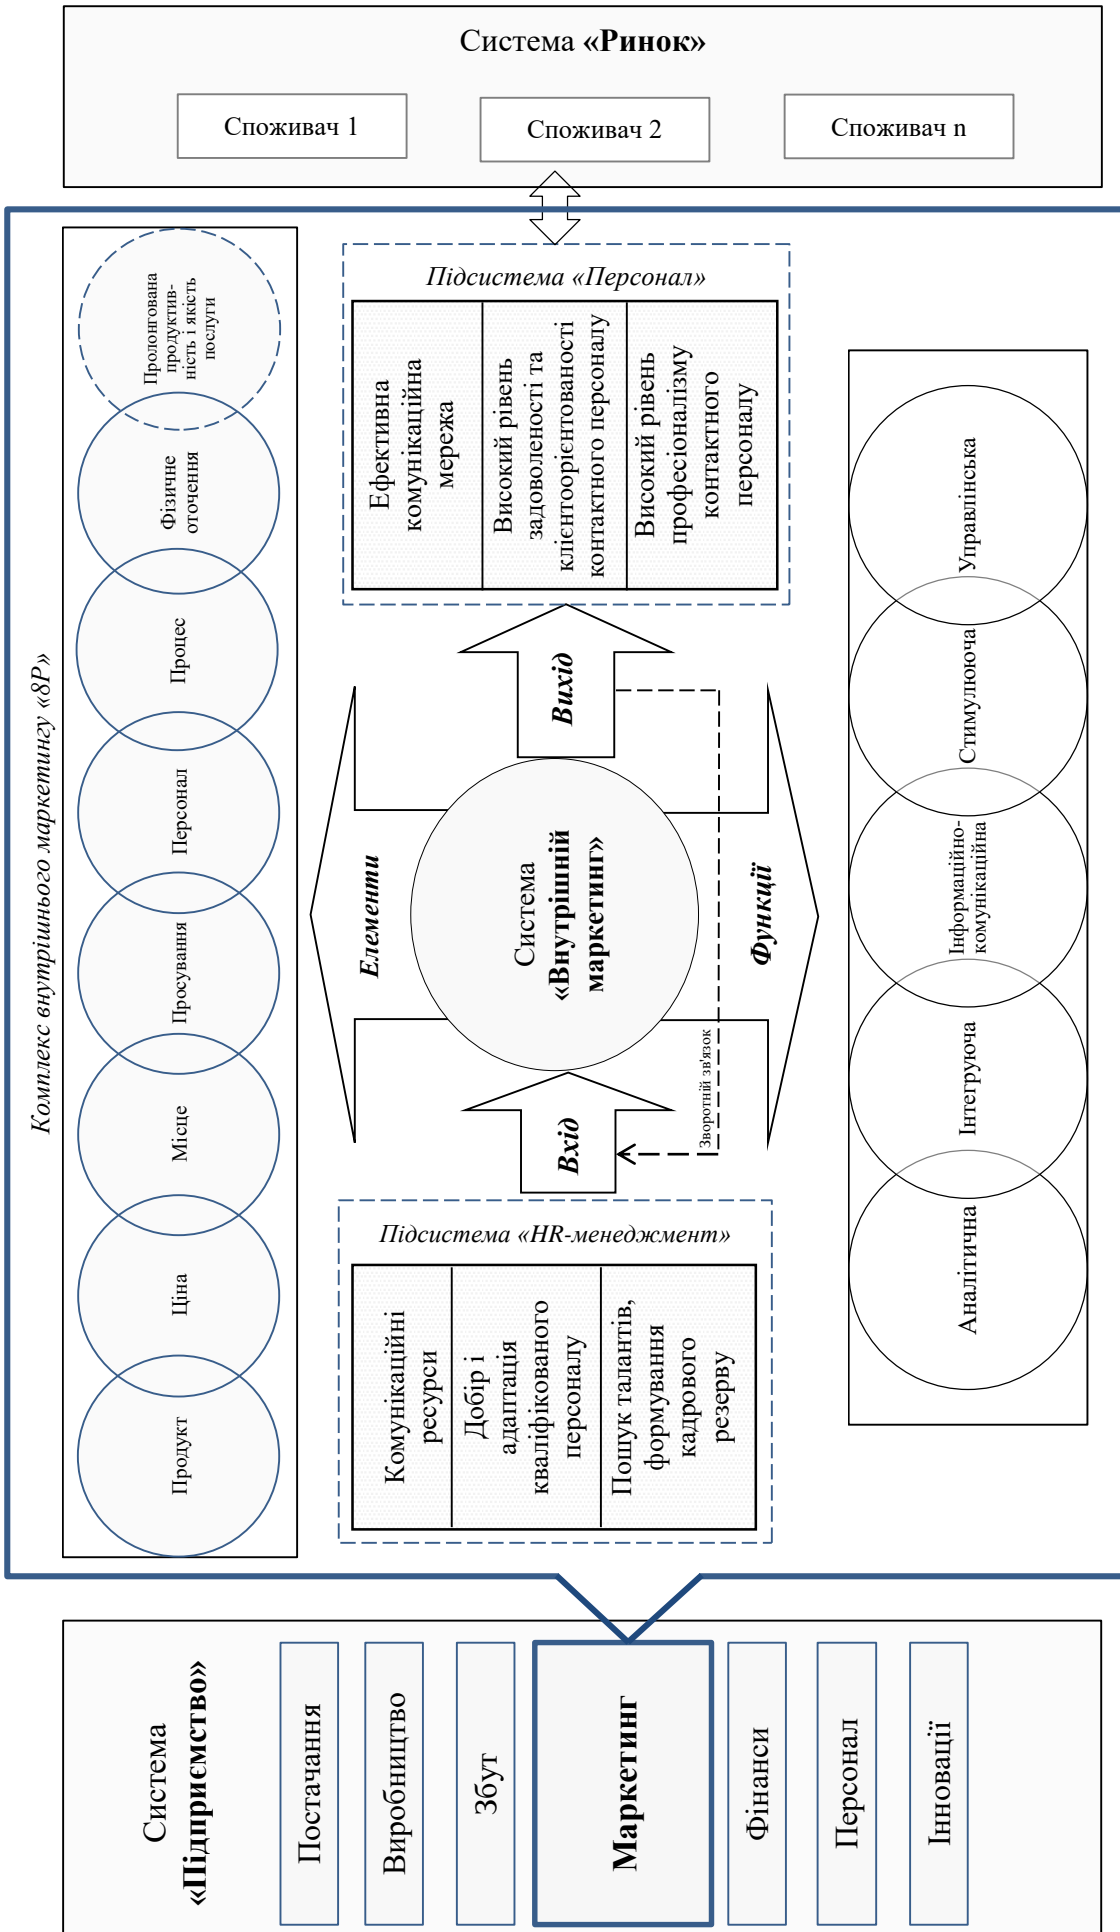 Система «Ринок»
Споживач 1
Споживач 2
Споживач n
Комплекс внутрішнього маркетингу «8Р»
Продукт
Ціна
Місце
Просування
Персонал
Процес
Фізичне
оточення
Пролонгована
продуктив-
ність і якість
послуги
Підсистема «Персонал»
Ефективна
комунікаційна
мережа
Високий рівень
задоволеності та
клієнтоорієнтованості
контактного персоналу
Високий рівень
професіоналізму
контактного
персоналу
Елементи
Вхід
Система
«Внутрішній
маркетинг»
Вихід
Функції
Зворотній зв'язок
Підсистема «HR-менеджмент»
Комунікаційні
ресурси
Добір і
адаптація
кваліфікованого
персоналу
Пошук талантів,
формування
кадрового
резерву
Аналітична
Інтегруюча
Інформаційно-
комунікаційна
Стимулююча
Управлінська
Система
«Підприємство»
Постачання
Виробництво
Збут
Маркетинг
Фінанси
Персонал
Інновації